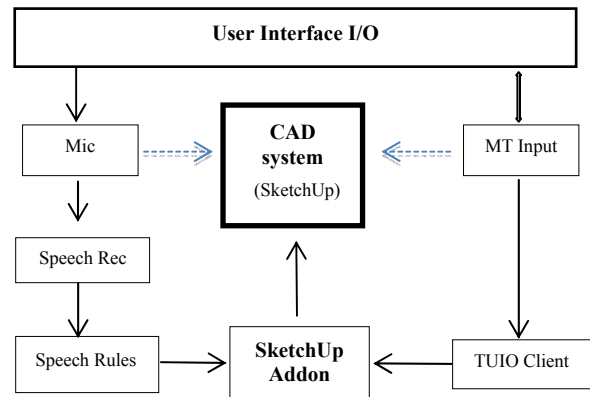 User Interface I/O
Mic
CAD
system
(SketchUp)
MT Input
Speech Rec
Speech Rules
SketchUp
Addon
TUIO Client